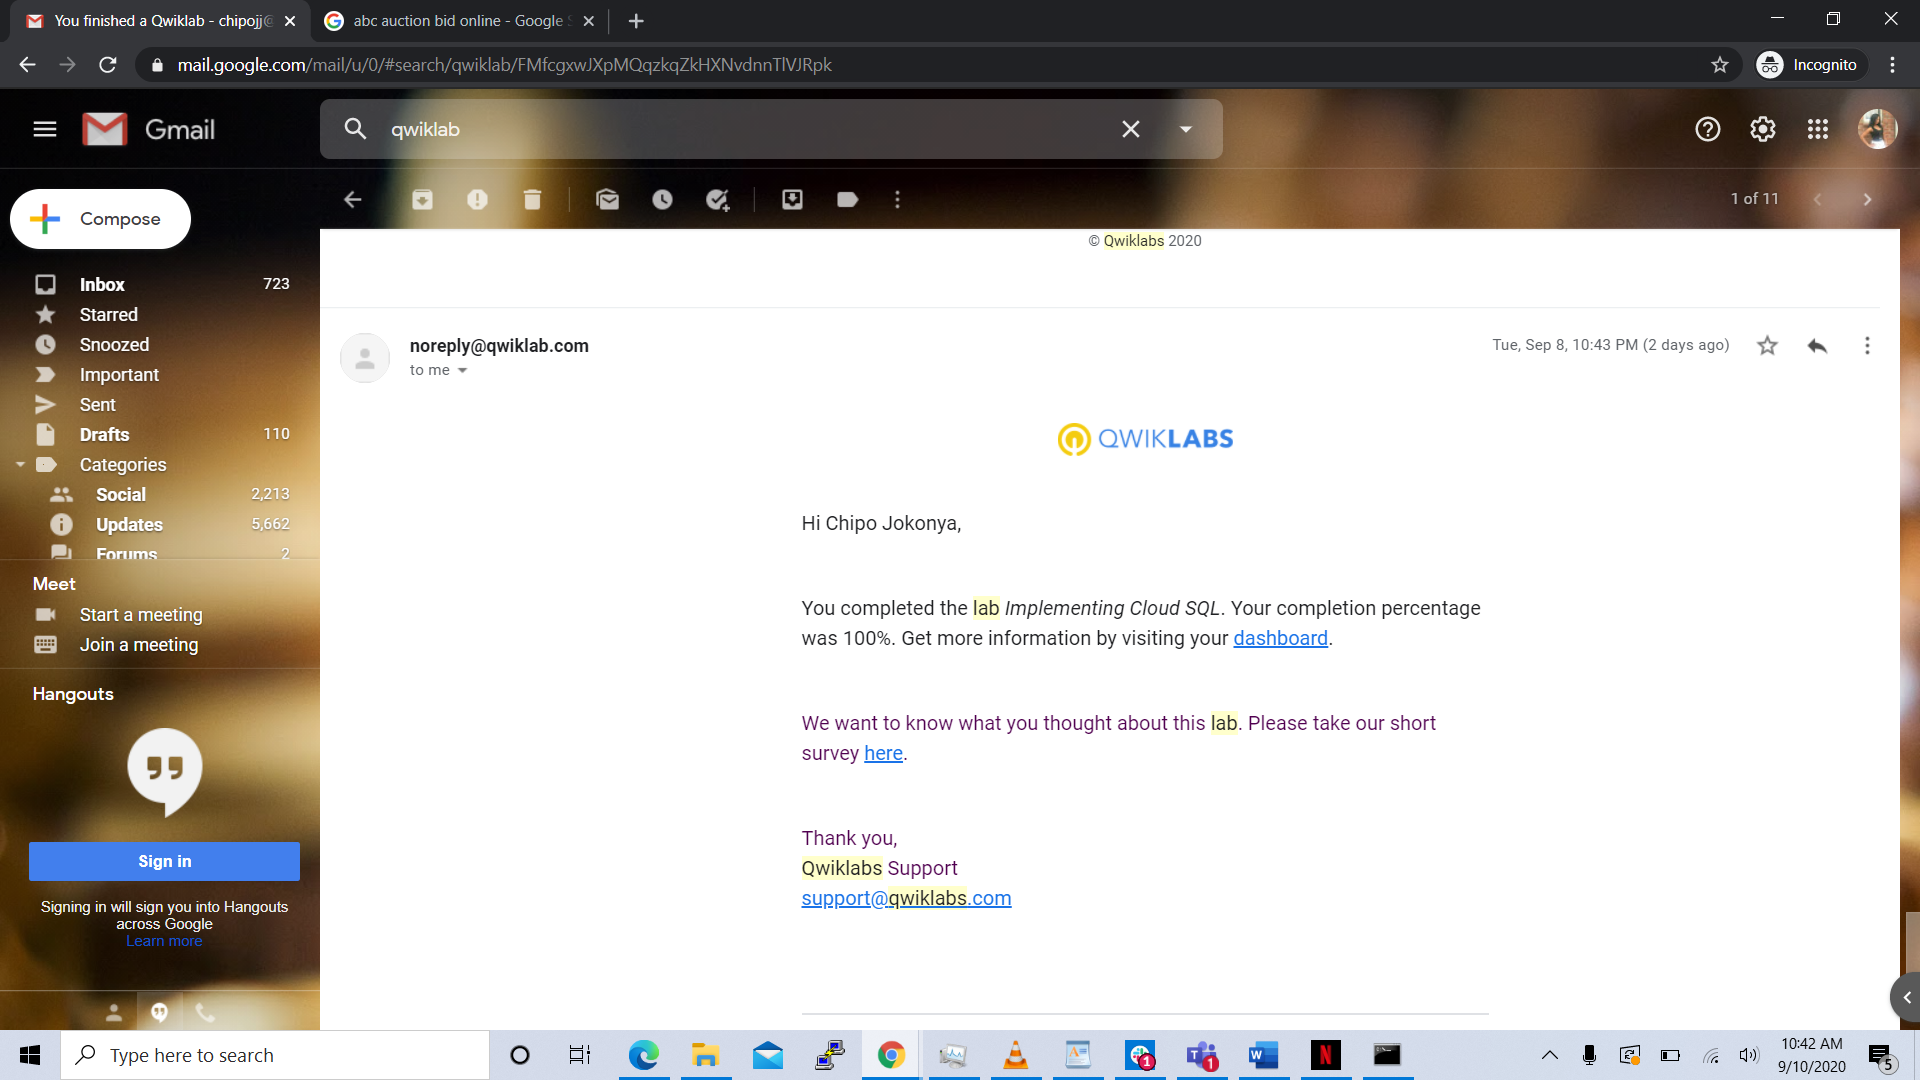 You finished a Qwiklab - chipojj@
abc auction bid online - Google S
mail.google.com/mail/u/0/#search/qwiklab/FMfcgxwJXpMQqzkqZkHXNvdnnTlVJRpk
Incognito
Gmail
qwiklab
Compose
1 of 11
© Qwiklabs 2020
Inbox 723
Starred
Snoozed
Important
Sent
Drafts 110
Categories
Social 2,213
Updates 5,662
Forums 2
Meet
Start a meeting
Join a meeting
Hangouts
Sign in
Signing in will sign you into Hangouts
across Google
Learn more
noreply@qwiklab.com
Tue, Sep 8, 10:43 PM (2 days ago)
to me
QWIKLABS
Hi Chipo Jokonya,
You completed the lab Implementing Cloud SQL. Your completion percentage
was 100%. Get more information by visiting your dashboard.
We want to know what you thought about this lab. Please take our short
survey here.
Thank you,
Qwiklabs Support
support@qwiklabs.com
Type here to search
10:42 AM
9/10/2020
5